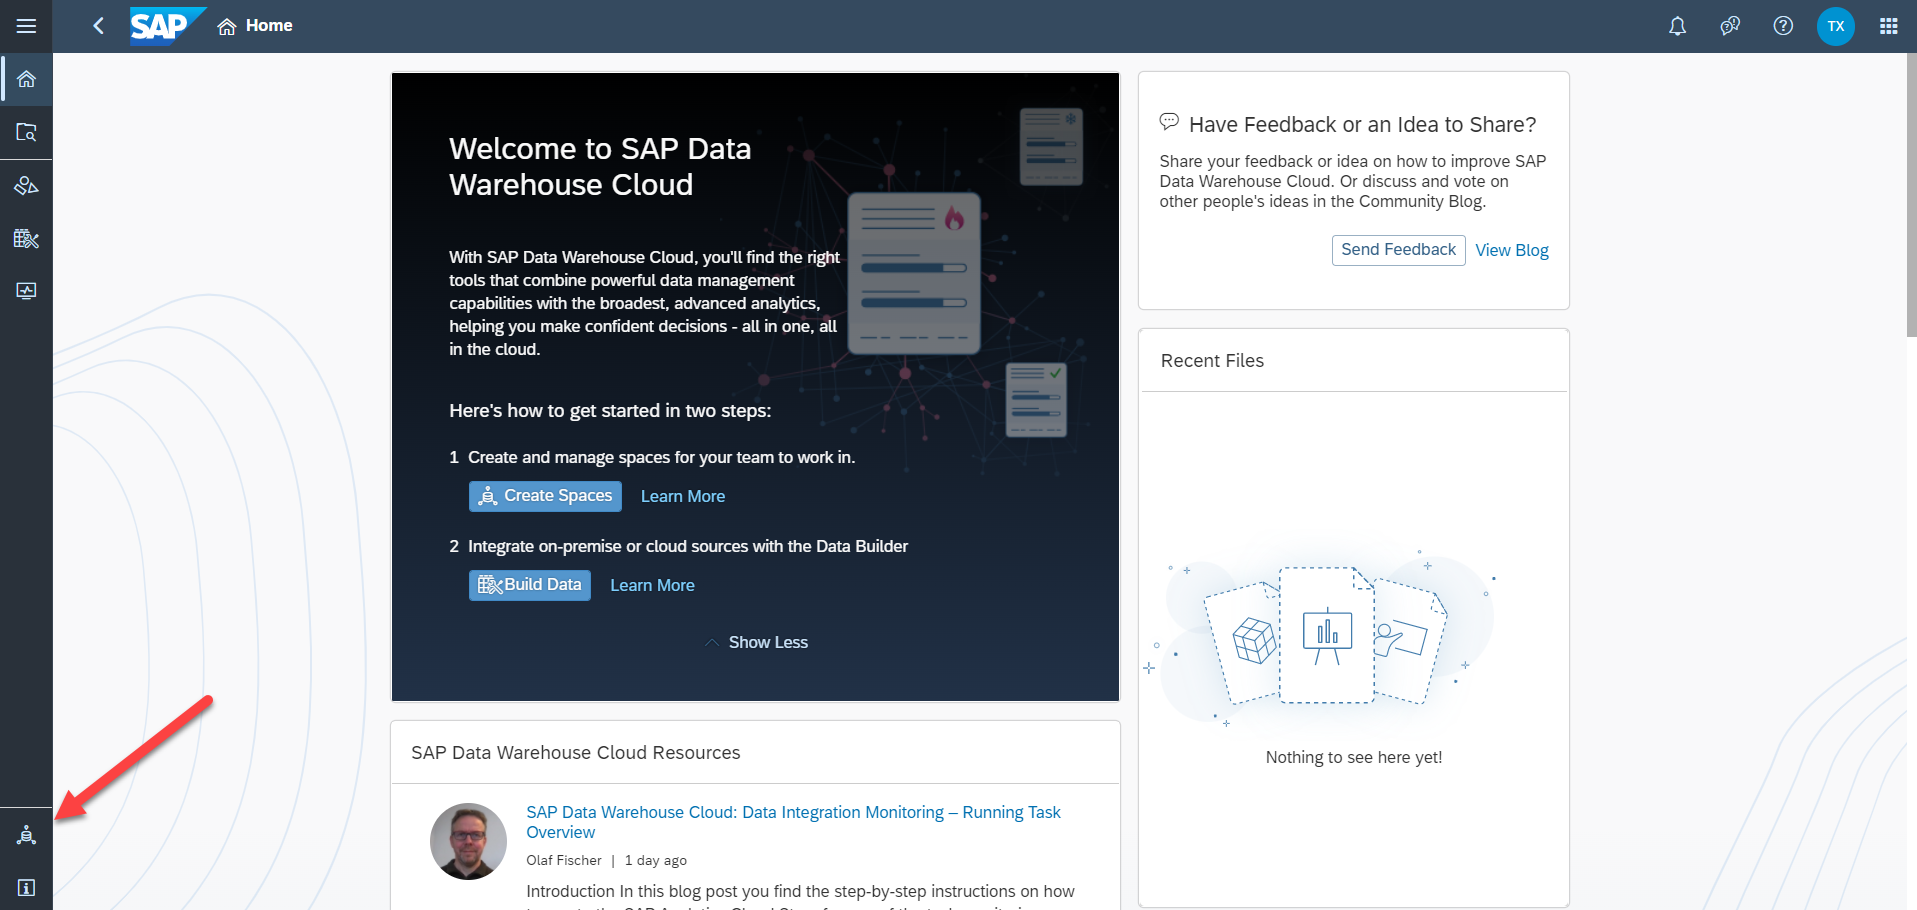 SAP
Home
TX
Welcome to SAP Data
Warehouse Cloud
With SAP Data Warehouse Cloud, you'll find the right
tools that combine powerful data management
capabilities with the broadest, advanced analytics,
helping you make confident decisions - all in one, all
in the cloud.
Here's how to get started in two steps:
1 Create and manage spaces for your team to work in.
Create Spaces
Learn More
2 Integrate on-premise or cloud sources with the Data Builder
Build Data
Learn More
Show Less
Have Feedback or an Idea to Share?
Share your feedback or idea on how to improve SAP
Data Warehouse Cloud. Or discuss and vote on
other people's ideas in the Community Blog.
Send Feedback
View Blog
Recent Files
Nothing to see here yet!
SAP Data Warehouse Cloud Resources
SAP Data Warehouse Cloud: Data Integration Monitoring – Running Task
Overview
Olaf Fischer | 1 day ago
Introduction In this blog post you find the step-by-step instructions on how